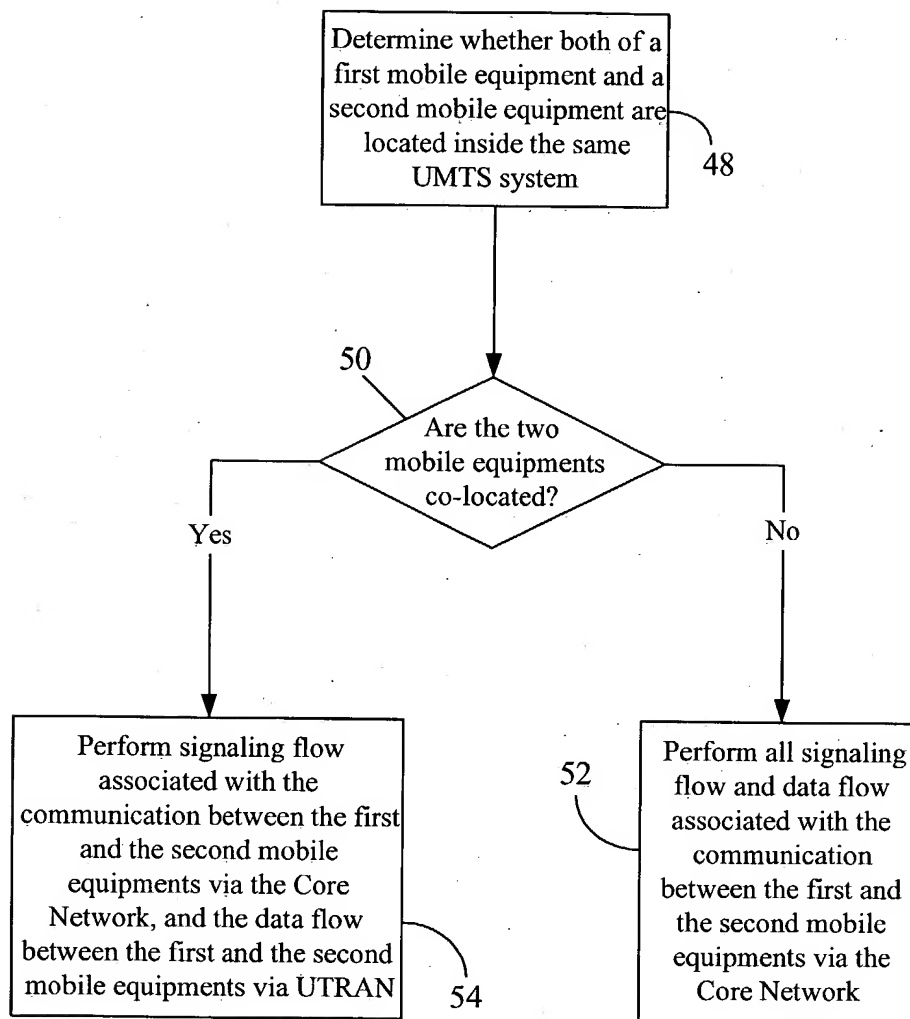 Determine whether both of a
first mobile equipment and a
second mobile equipment are
located inside the same
UMTS system
48
50
Are the two
mobile equipments
co-located?
Yes
No
Perform signaling flow
associated with the
communication between the first
and the second mobile
equipments via the Core
Network, and the data flow
between the first and the second
mobile equipments via UTRAN
54
52
Perform all signaling
flow and data flow
associated with the
communication
between the first and
the second mobile
equipments via the
Core Network